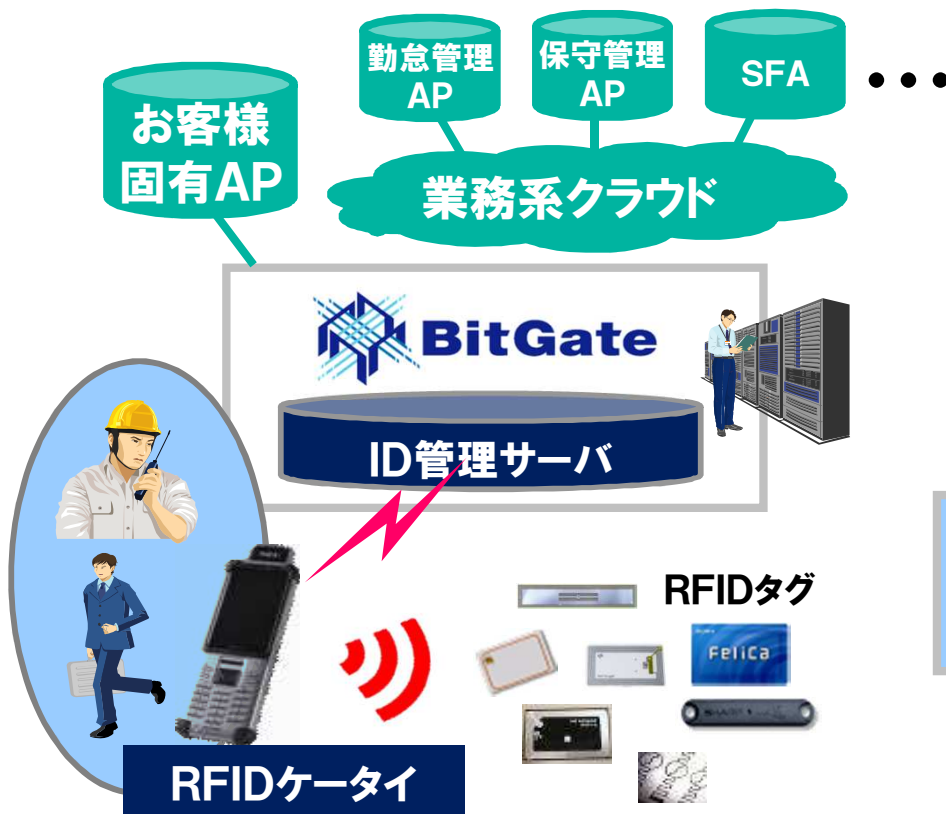 勤怠管理
AP
保守管理
AP
SFA
•••
お客様
固有AP
業務系クラウド
BitGate
ID管理サーバ
RFIDタグ
FeliCa
RFIDケータイ